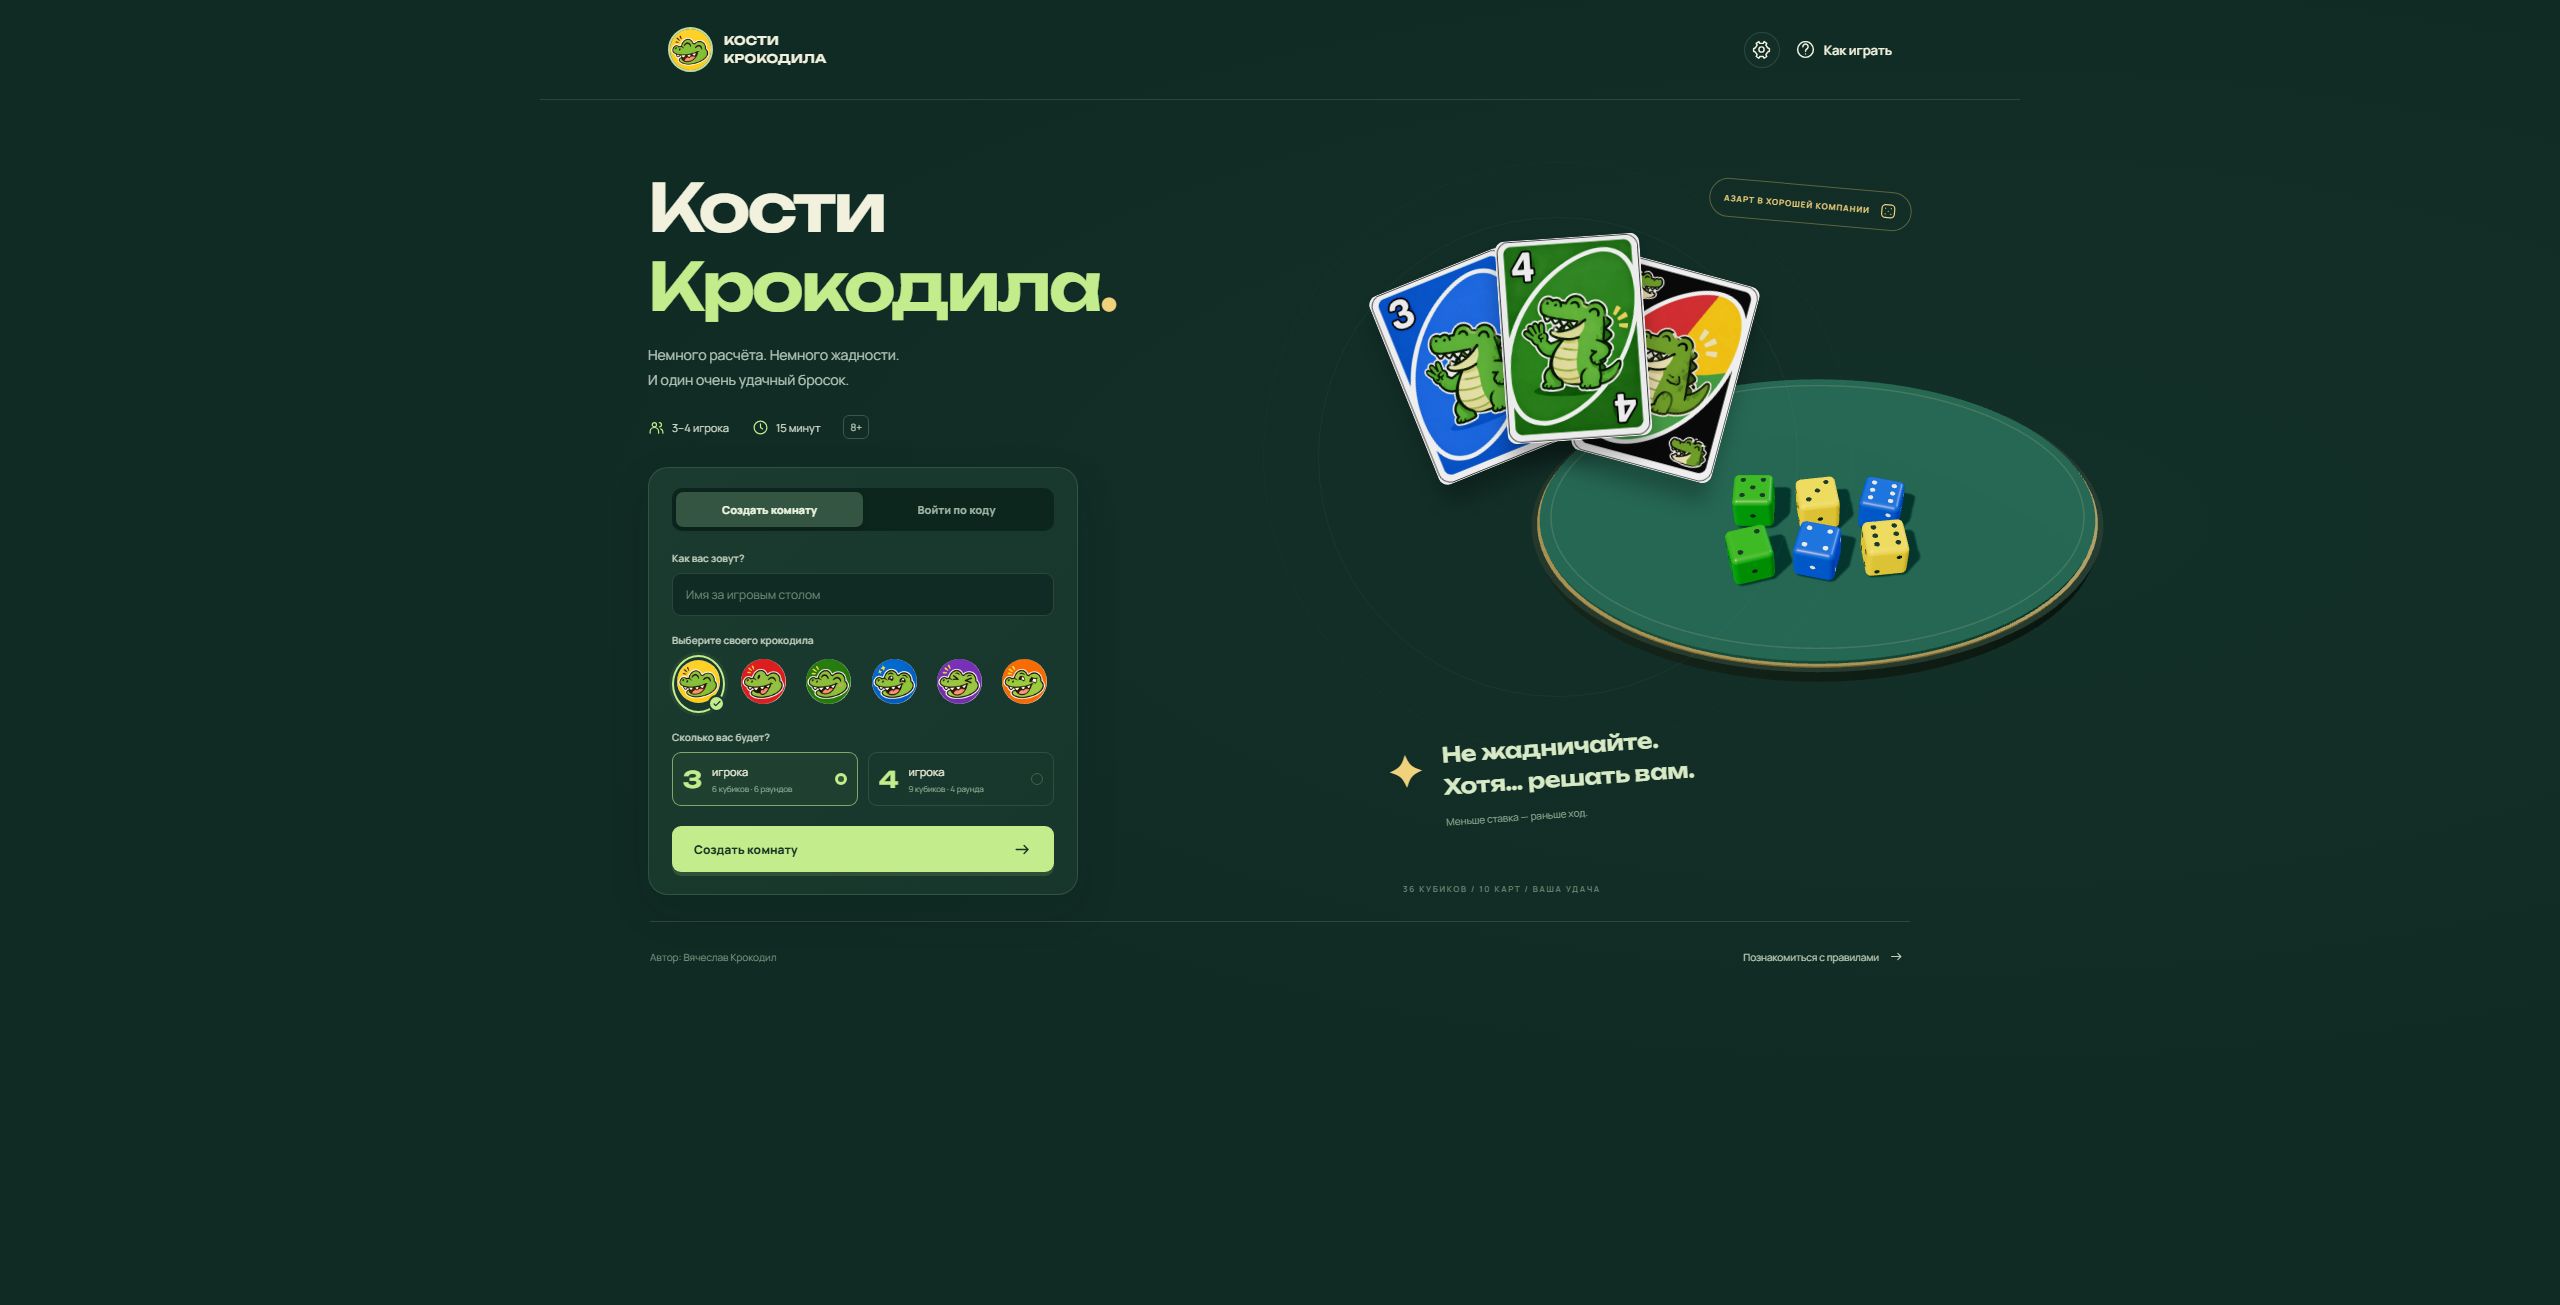 КОСТИ
КРОКОДИЛА
Как играть
Кости
Крокодила.
Немного расчёта. Немного жадности.
И один очень удачный бросок.
3–4 игрока
15 минут
8+
Создать комнату
Войти по коду
Как вас зовут?
Имя за игровым столом
Выберите своего крокодила
Сколько вас будет?
3 игрока
6 кубиков · 6 раундов
4 игрока
9 кубиков · 4 раунда
Создать комнату
АЗАРТ В ХОРОШЕЙ КОМПАНИИ
3
4
4
Не жадничайте.
Хотя... решать вам.
Меньше ставка — раньше ход.
36 КУБИКОВ / 10 КАРТ / ВАША УДАЧА
Автор: Вячеслав Крокодил
Познакомиться с правилами